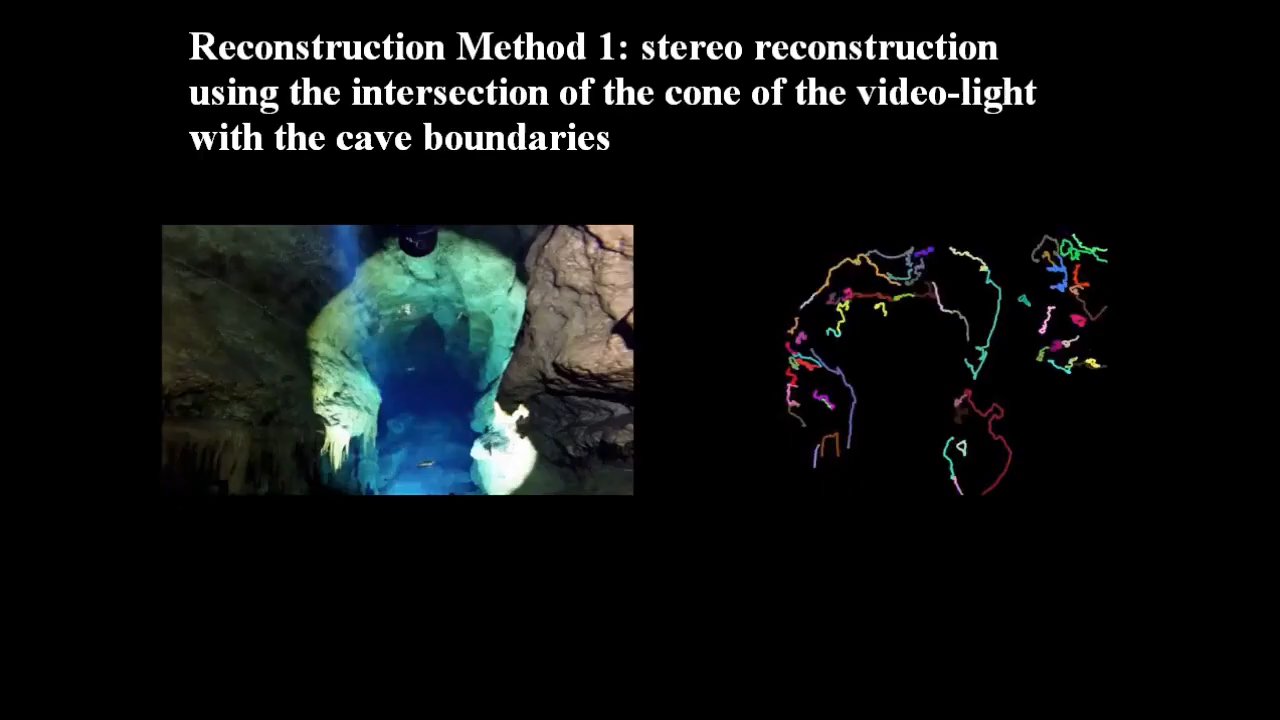 Reconstruction Method 1: stereo reconstruction
using the intersection of the cone of the video-light
with the cave boundaries